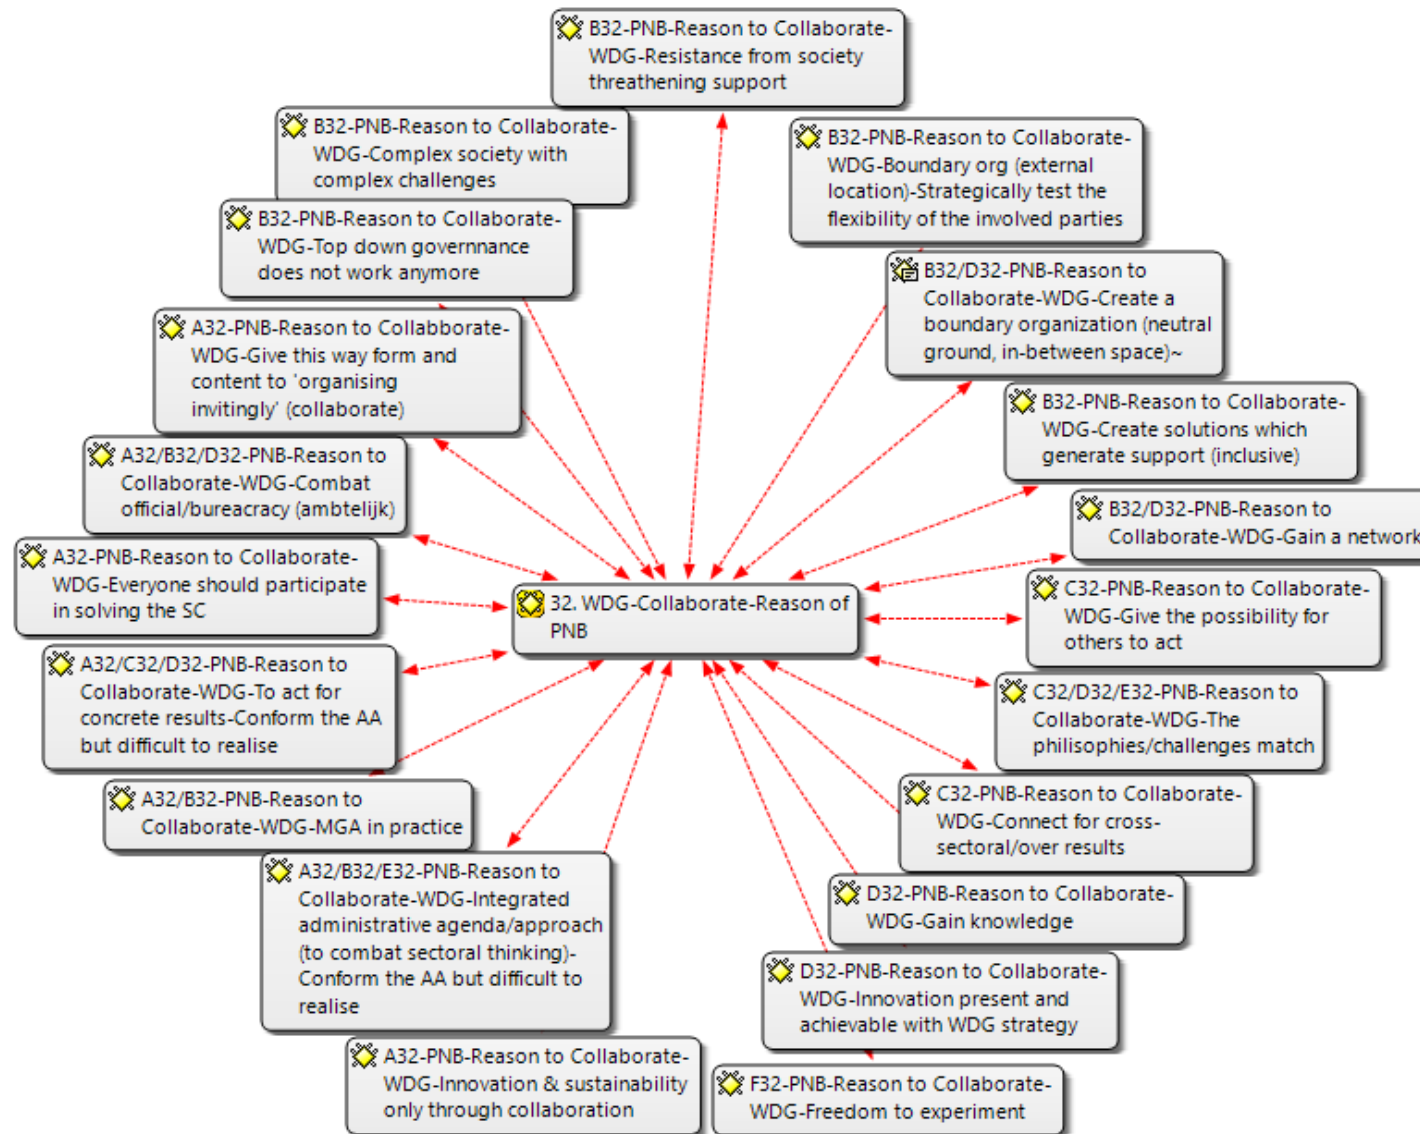 B32-PNB-Reason to Collaborate-
WDG-Resistance from society
threathening support
B32-PNB-Reason to Collaborate-
WDG-Complex society with
complex challenges
B32-PNB-Reason to Collaborate-
WDG-Boundary org (external
location)-Strategically test the
flexibility of the involved parties
B32-PNB-Reason to Collaborate-
WDG-Top down governnance
does not work anymore
B32/D32-PNB-Reason to
Collaborate-WDG-Create a
boundary organization (neutral
ground, in-between space)~
A32-PNB-Reason to Collabborate-
WDG-Give this way form and
content to 'organising
invitingly' (collaborate)
B32-PNB-Reason to Collaborate-
WDG-Create solutions which
generate support (inclusive)
A32/B32/D32-PNB-Reason to
Collaborate-WDG-Combat
official/bureacracy (ambtelijk)
B32/D32-PNB-Reason to
Collaborate-WDG-Gain a network
A32-PNB-Reason to Collaborate-
WDG-Everyone should participate
in solving the SC
32. WDG-Collaborate-Reason of
PNB
C32-PNB-Reason to Collaborate-
WDG-Give the possibility for
others to act
A32/C32/D32-PNB-Reason to
Collaborate-WDG-To act for
concrete results-Conform the AA
but difficult to realise
C32/D32/E32-PNB-Reason to
Collaborate-WDG-The
philisophies/challenges match
A32/B32-PNB-Reason to
Collaborate-WDG-MGA in practice
C32-PNB-Reason to Collaborate-
WDG-Connect for cross-
sectoral/over results
A32/B32/E32-PNB-Reason to
Collaborate-WDG-Integrated
administrative agenda/approach
(to combat sectoral thinking)-
Conform the AA but difficult to
realise
D32-PNB-Reason to Collaborate-
WDG-Gain knowledge
D32-PNB-Reason to Collaborate-
WDG-Innovation present and
achievable with WDG strategy
A32-PNB-Reason to Collaborate-
WDG-Innovation & sustainability
only through collaboration
F32-PNB-Reason to Collaborate-
WDG-Freedom to experiment